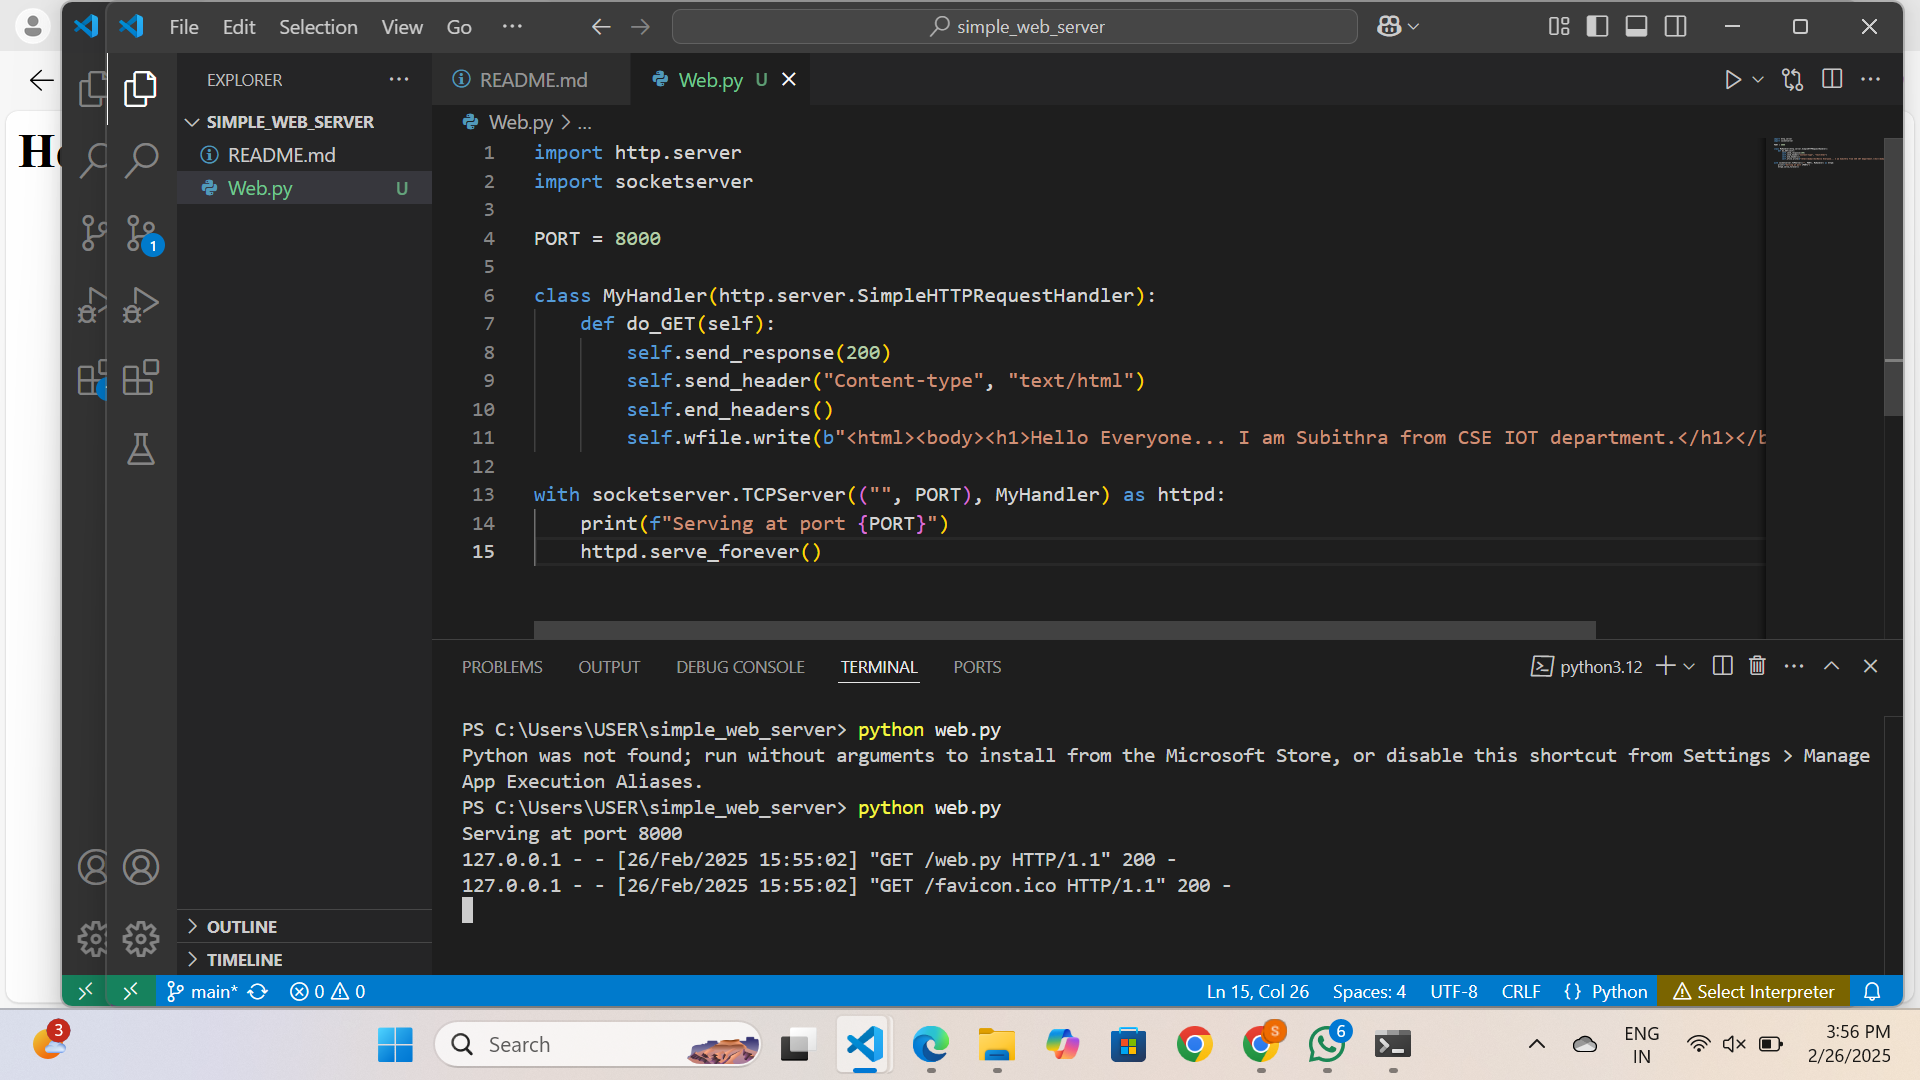 File Edit Selection View Go ··· simple_web_server
EXPLORER ···
README.md
Web.py U
SIMPLE_WEB_SERVER
README.md
Web.py U
1
Web.py > ...
1 import http.server
2 import socketserver
3
4 PORT = 8000
5
6 class MyHandler(http.server.SimpleHTTPRequestHandler):
7 def do_GET(self):
8 self.send_response(200)
9 self.send_header("Content-type", "text/html")
10 self.end_headers()
11 self.wfile.write(b"<html><body><h1>Hello Everyone... I am Subithra from CSE IOT department.</h1></b
12
13 with socketserver.TCPServer(("", PORT), MyHandler) as httpd:
14 print(f"Serving at port {PORT}")
15 httpd.serve_forever()
PROBLEMS OUTPUT DEBUG CONSOLE TERMINAL PORTS
python3.12
PS C:\Users\USER\simple_web_server> python web.py
Python was not found; run without arguments to install from the Microsoft Store, or disable this shortcut from Settings > Manage
App Execution Aliases.
PS C:\Users\USER\simple_web_server> python web.py
Serving at port 8000
127.0.0.1 - - [26/Feb/2025 15:55:02] "GET /web.py HTTP/1.1" 200 -
127.0.0.1 - - [26/Feb/2025 15:55:02] "GET /favicon.ico HTTP/1.1" 200 -
OUTLINE
TIMELINE
main* 0 0 Ln 15, Col 26 Spaces: 4 UTF-8 CRLF {} Python Select Interpreter
3
Search
S
6
ENG
IN
3:56 PM
2/26/2025